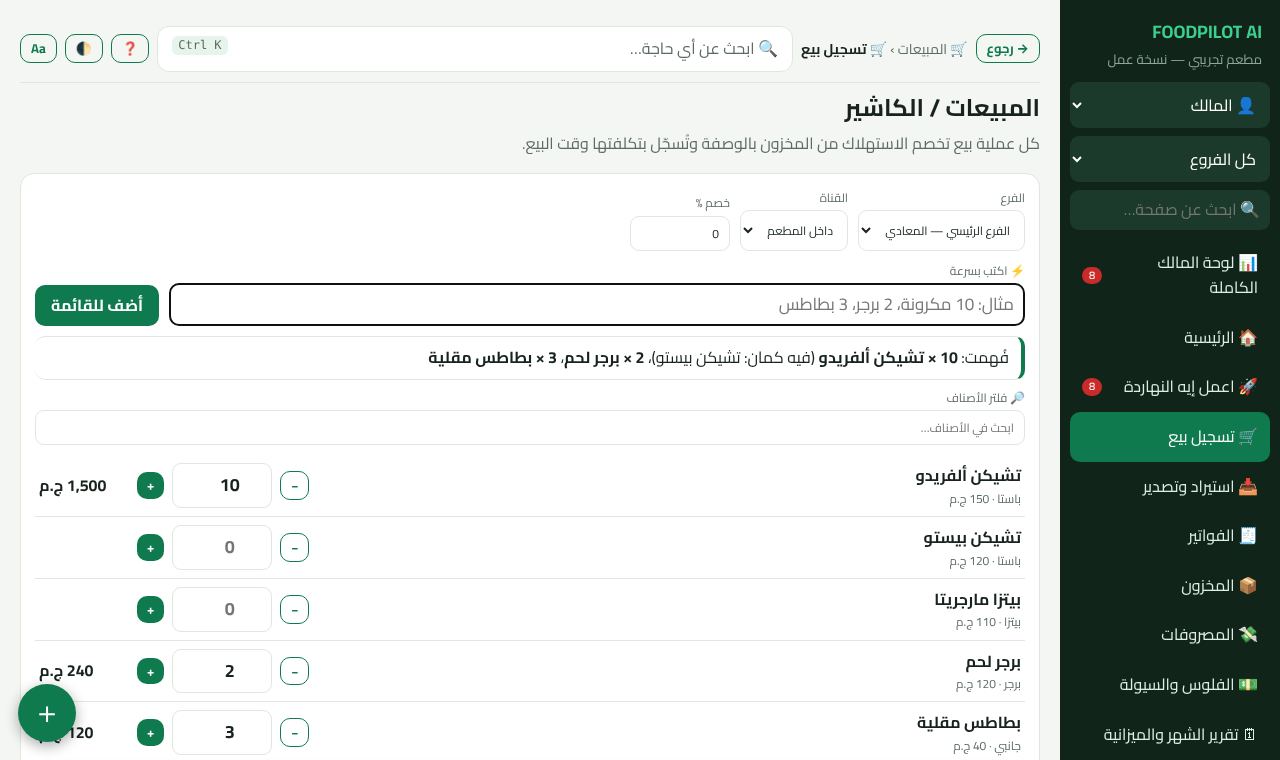 FOODPILOT AI
مطعم تجريبي — نسخة عمل
👤 المالك
كل الفروع
🔍 ابحث عن صفحة...
📊 لوحة المالك الكاملة
8
🏠 الرئيسية
🚀 اعمل إيه النهاردة
8
🛒 تسجيل بيع
📥 استيراد وتصدير
🧾 الفواتير
📦 المخزون
💸 المصروفات
💵 الفلوس والسيولة
🗓 تقرير الشهر والميزانية
→ رجوع
🛒 المبيعات › 🛒 تسجيل بيع
🔍 ابحث عن أي حاجة...
Ctrl K
❓
🌓
Aa
المبيعات / الكاشير
كل عملية بيع تخصم الاستهلاك من المخزون بالوصفة وتُسجّل بتكلفتها وقت البيع.
الفرع
القناة
خصم %
الفرع الرئيسي — المعادي
داخل المطعم
0
⚡ اكتب بسرعة
مثال: 10 مكرونة، 2 برجر، 3 بطاطس
أضف للقائمة
فُهمت: 10 × تشيكن ألفريدو (فيه كمان: تشيكن بيستو)، 2 × برجر لحم، 3 × بطاطس مقلية
🔎 فلتر الأصناف
ابحث في الأصناف...
تشيكن ألفريدو
باستا · 150 ج.م
−
10
+
1,500 ج.م
تشيكن بيستو
باستا · 120 ج.م
−
0
+
بيتزا مارجريتا
بيتزا · 110 ج.م
−
0
+
برجر لحم
برجر · 120 ج.م
−
2
+
240 ج.م
بطاطس مقلية
جانبي · 40 ج.م
−
3
+
120
+